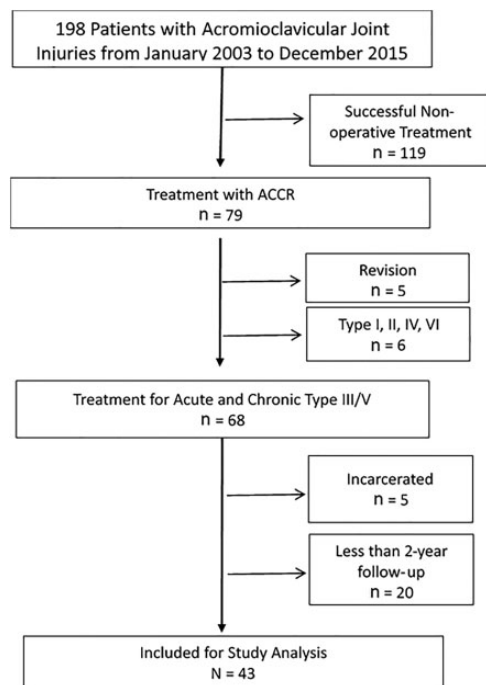 198 Patients with Acromioclavicular Joint
Injuries from January 2003 to December 2015
Successful Non-
operative Treatment
n = 119
Treatment with ACCR
n = 79
Revision
n = 5
Type I, II, IV, VI
n = 6
Treatment for Acute and Chronic Type III/V
n = 68
Incarcerated
n = 5
Less than 2-year
follow-up
n = 20
Included for Study Analysis
N = 43